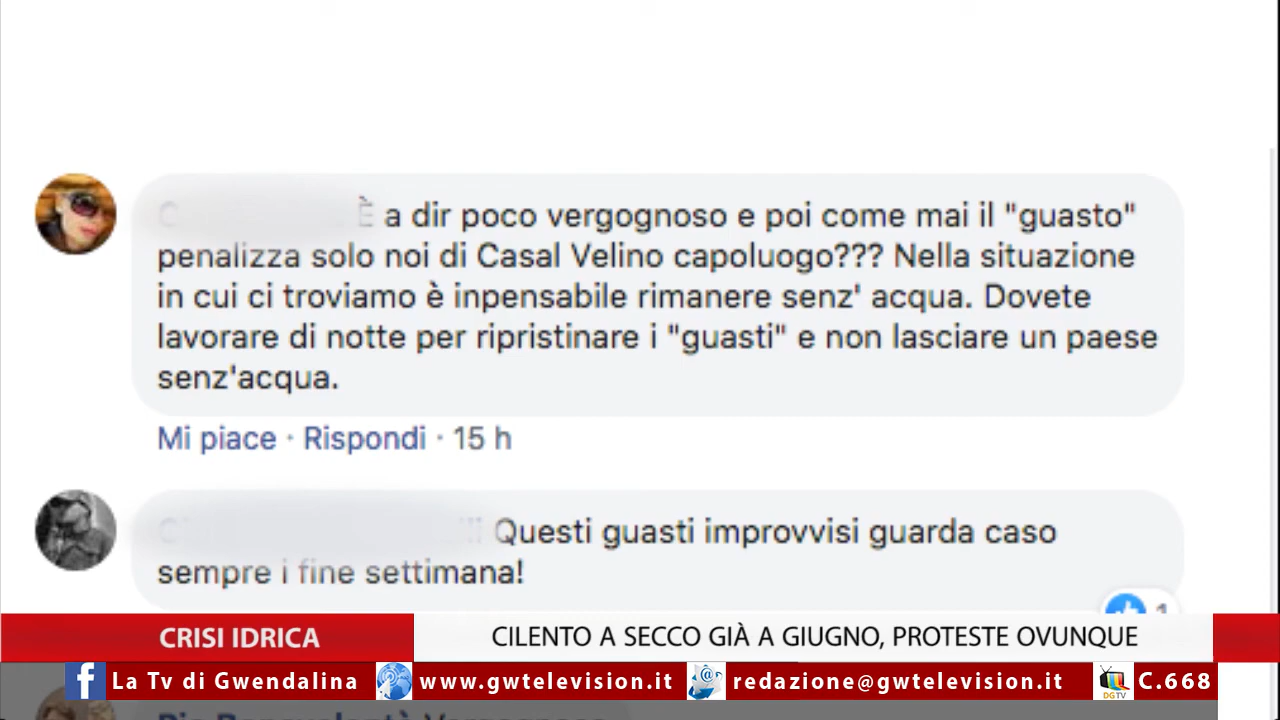 È a dir poco vergognoso e poi come mai il "guasto"
penalizza solo noi di Casal Velino capoluogo??? Nella situazione
in cui ci troviamo è inpensabile rimanere senz' acqua. Dovete
lavorare di notte per ripristinare i "guasti" e non lasciare un paese
senz'acqua.
Mi piace · Rispondi · 15 h
Questi guasti improvvisi guarda caso
sempre i fine settimana!
1
CRISI IDRICA
CILENTO A SECCO GIÀ A GIUGNO, PROTESTE OVUNQUE
La Tv di Gwendalina
www.gwtelevision.it
redazione@gwtelevision.it
DGTV
C.668